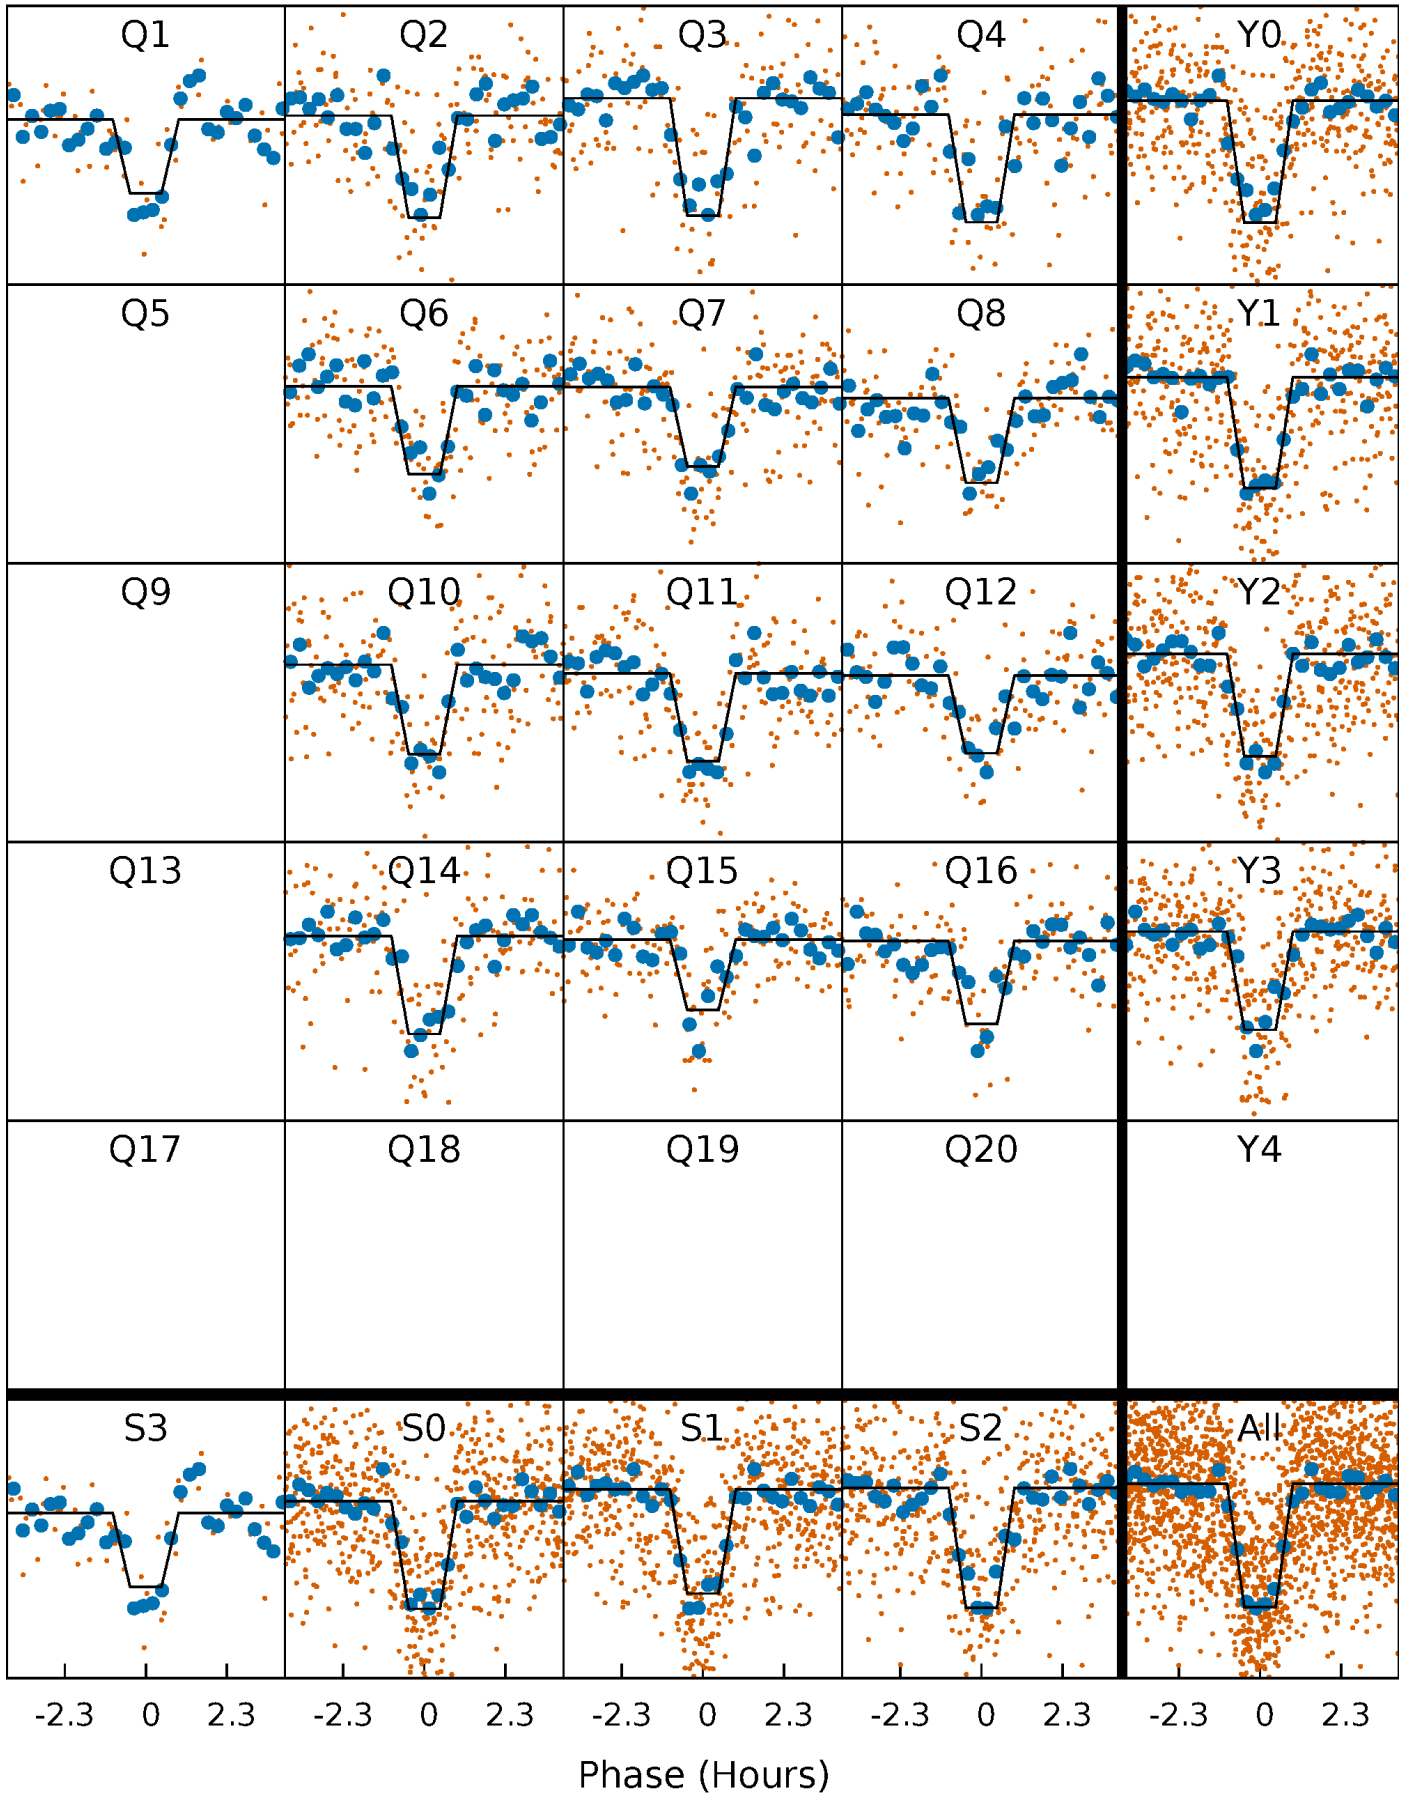 Q1 Q2 Q3 Q4 Y0
Q5 Q6 Q7 Q8 Y1
Q9 Q10 Q11 Q12 Y2
Q13 Q14 Q15 Q16 Y3
Q17 Q18 Q19 Q20 Y4
S3 S0 S1 S2 All
-2.3 0 2.3 -2.3 0 2.3 -2.3 0 2.3 -2.3 0 2.3 -2.3 0 2.3
Phase (Hours)